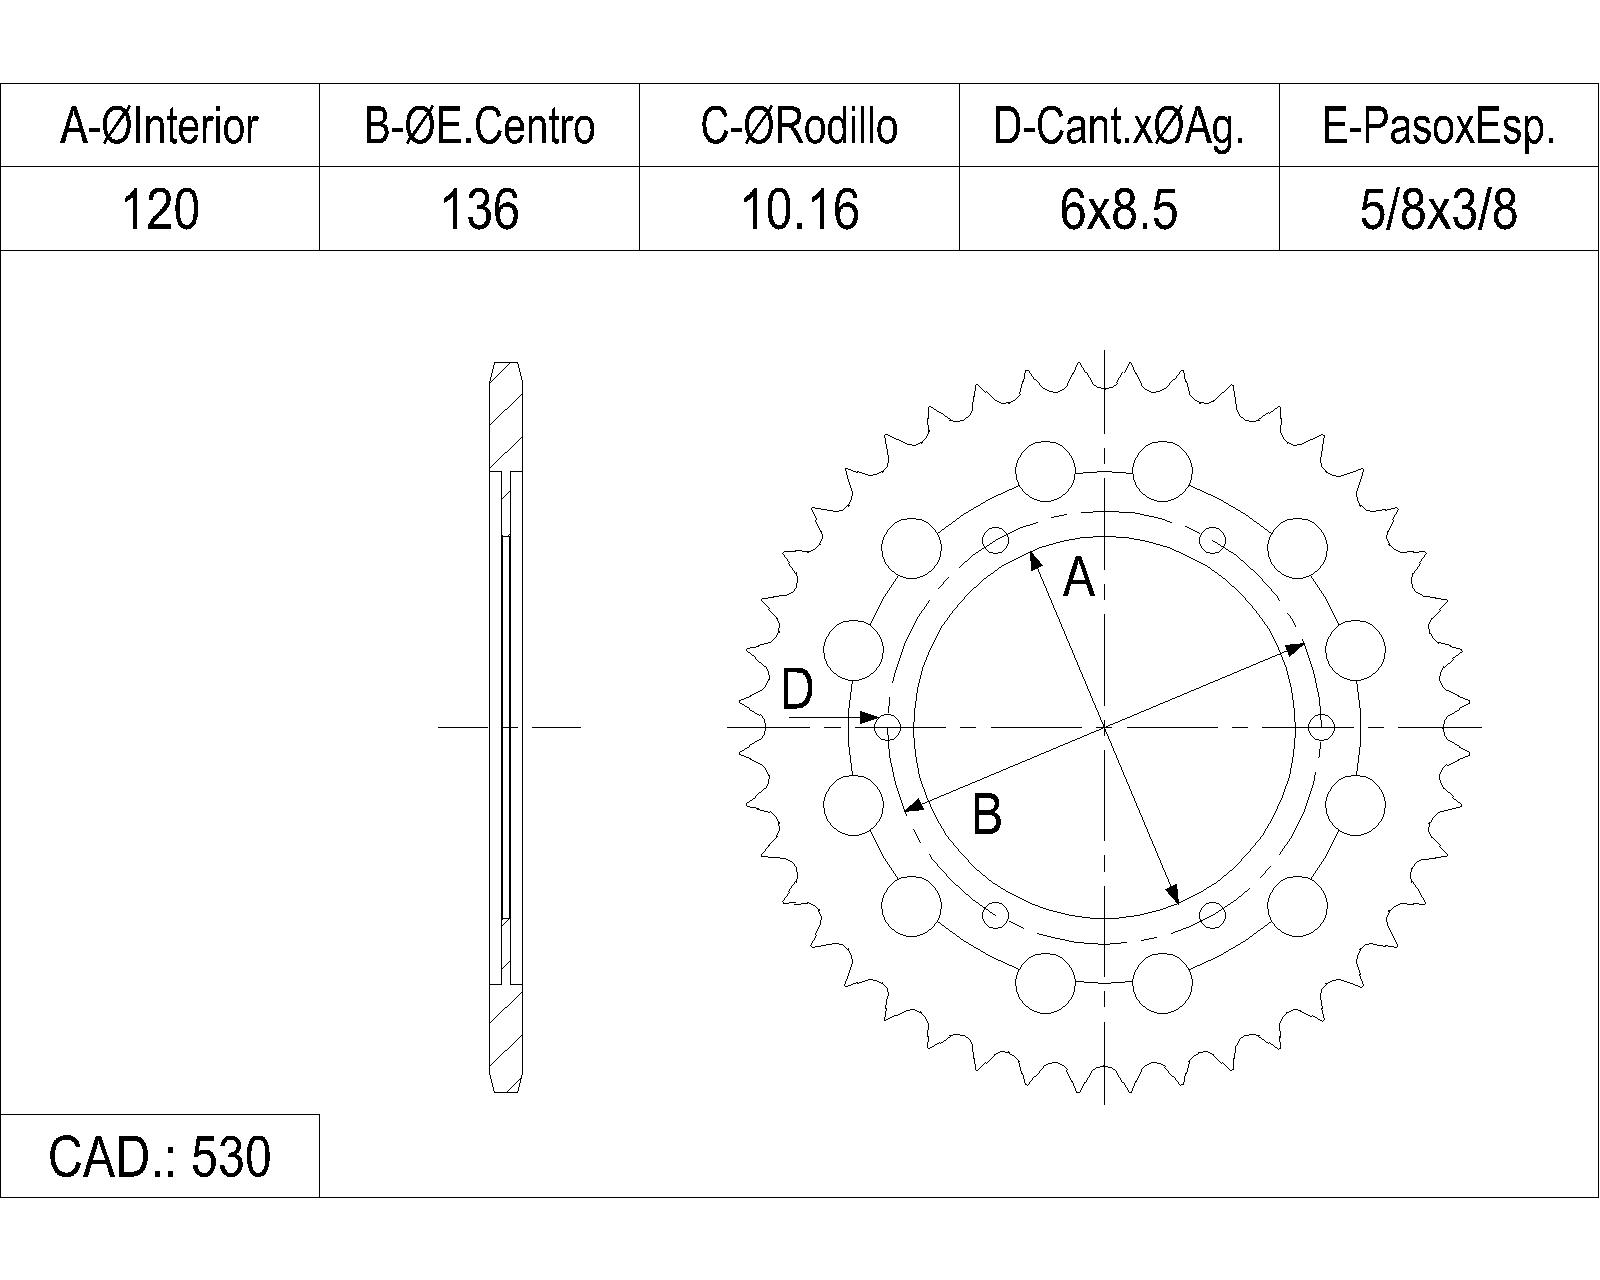 A-ØInterior B-ØE.Centro C-ØRodillo D-Cant.xØAg. E-PasoxEsp.
120 136 10.16 6x8.5 5/8x3/8
A
D
B
CAD.: 530